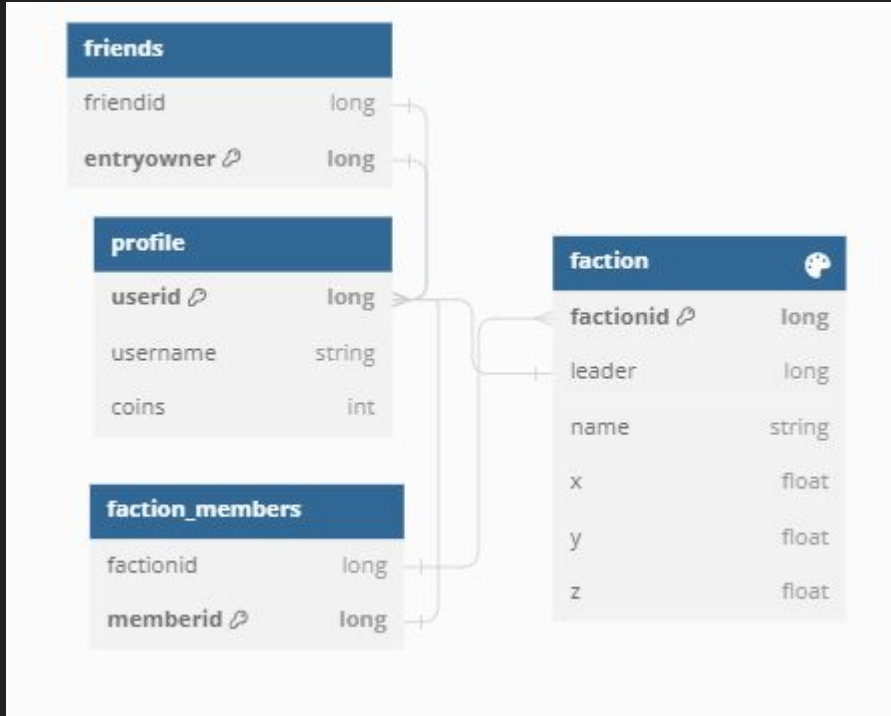 friends
friendid long
entryowner long
profile
userid long
username string
coins int
faction_members
factionid long
memberid long
faction
factionid long
leader long
name string
x float
y float
z float